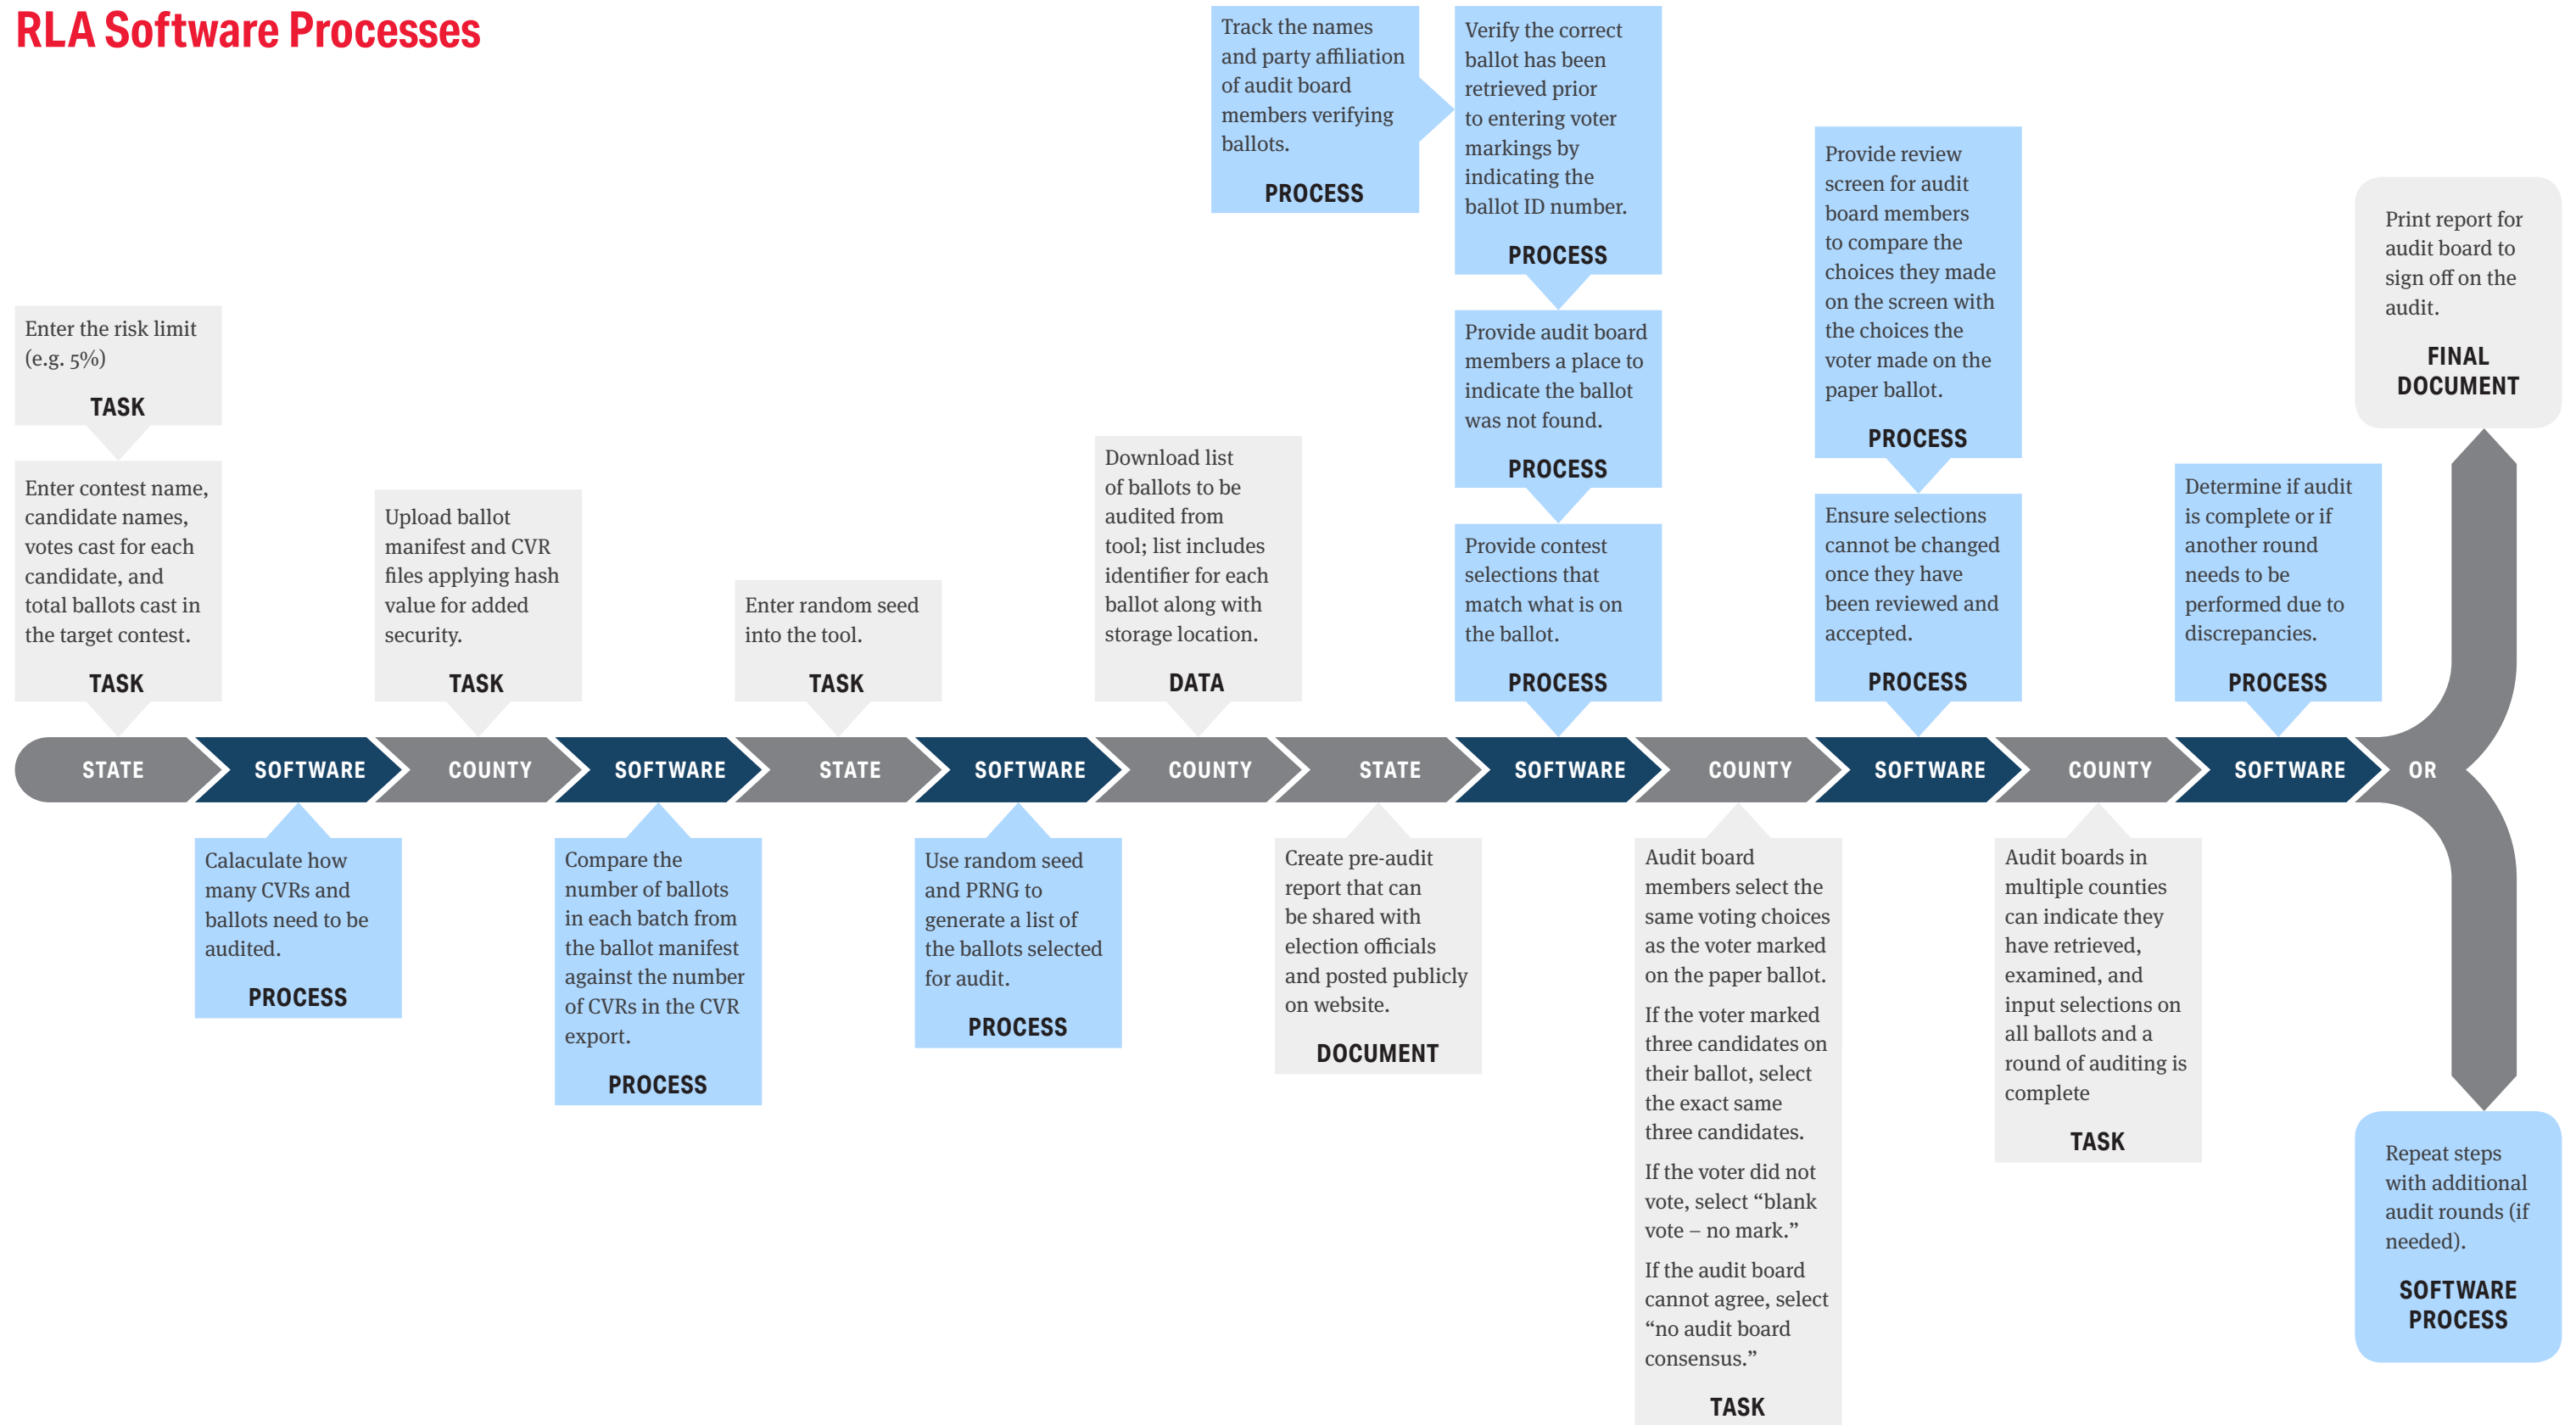 RLA Software Processes
Track the names
and party affiliation
of audit board
members verifying
ballots.
PROCESS
Verify the correct
ballot has been
retrieved prior
to entering voter
markings by
indicating the
ballot ID number.
PROCESS
Provide audit board
members a place to
indicate the ballot
was not found.
PROCESS
Provide contest
selections that
match what is on
the ballot.
PROCESS
Provide review
screen for audit
board members
to compare the
choices they made
on the screen with
the choices the
voter made on the
paper ballot.
PROCESS
Ensure selections
cannot be changed
once they have
been reviewed and
accepted.
PROCESS
Print report for
audit board to
sign off on the
audit.
FINAL
DOCUMENT
Enter the risk limit
(e.g. 5%)
TASK
Enter contest name,
candidate names,
votes cast for each
candidate, and
total ballots cast in
the target contest.
TASK
Upload ballot
manifest and CVR
files applying hash
value for added
security.
TASK
Enter random seed
into the tool.
TASK
Download list
of ballots to be
audited from
tool; list includes
identifier for each
ballot along with
storage location.
DATA
Determine if audit
is complete or if
another round
needs to be
performed due to
discrepancies.
PROCESS
STATE
SOFTWARE
COUNTY
SOFTWARE
STATE
SOFTWARE
COUNTY
STATE
SOFTWARE
COUNTY
SOFTWARE
COUNTY
SOFTWARE
OR
Calaculate how
many CVRs and
ballots need to be
audited.
PROCESS
Compare the
number of ballots
in each batch from
the ballot manifest
against the number
of CVRs in the CVR
export.
PROCESS
Use random seed
and PRNG to
generate a list of
the ballots selected
for audit.
PROCESS
Create pre-audit
report that can
be shared with
election officials
and posted publicly
on website.
DOCUMENT
Audit board
members select the
same voting choices
as the voter marked
on the paper ballot.
If the voter marked
three candidates on
their ballot, select
the exact same
three candidates.
If the voter did not
vote, select “blank
vote – no mark.”
If the audit board
cannot agree, select
“no audit board
consensus.”
TASK
Audit boards in
multiple counties
can indicate they
have retrieved,
examined, and
input selections on
all ballots and a
round of auditing is
complete
TASK
Repeat steps
with additional
audit rounds (if
needed).
SOFTWARE
PROCESS